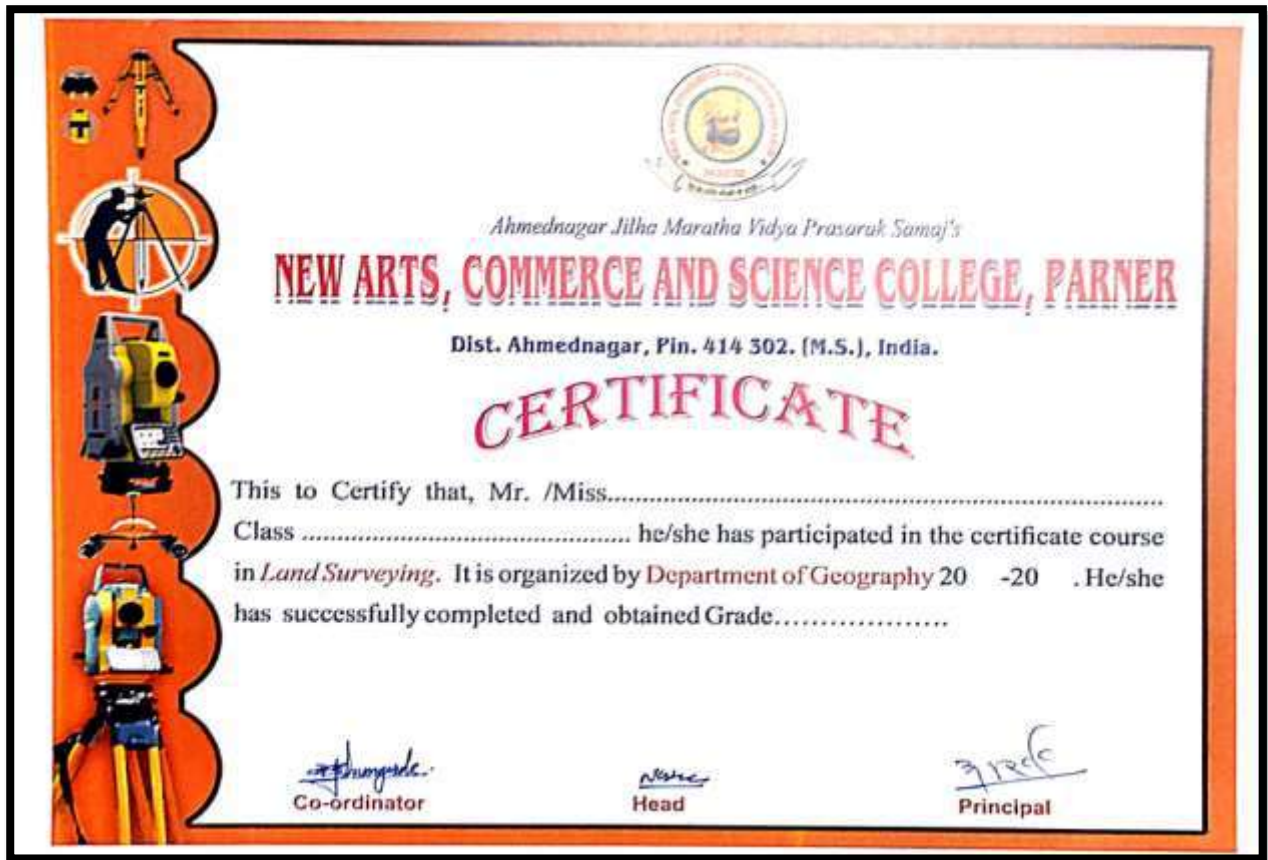 Ahmednagar Jilha Maratha Vidya Prasarak Samaj's
NEW ARTS, COMMERCE AND SCIENCE COLLEGE, PARNER
Dist. Ahmednagar, Pin. 414 302. (M.S.), India.
CERTIFICATE
This to Certify that, Mr. /Miss...............................................................................................
Class ................................................ he/she has participated in the certificate course
in Land Surveying. It is organized by Department of Geography 20 -20 . He/she
has successfully completed and obtained Grade...................
Co-ordinator Head Principal